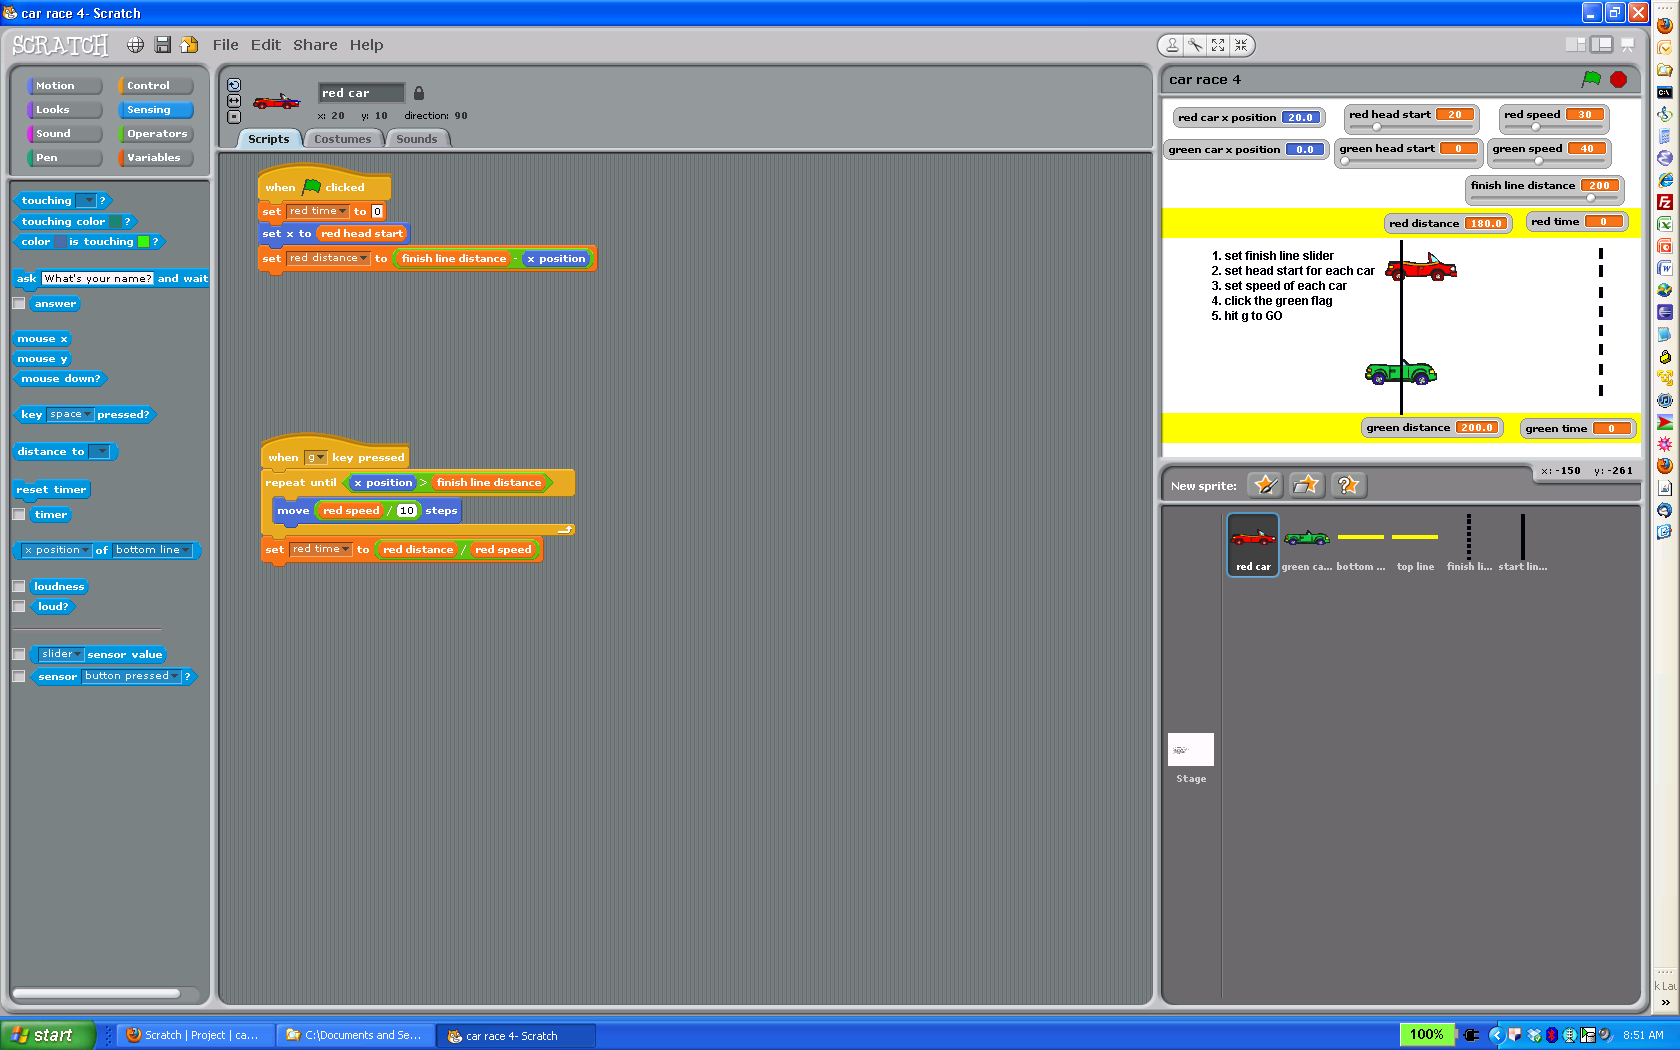 car race 4- Scratch
SCRATCH File Edit Share Help
Motion Control
Looks Sensing
Sound Operators
Pen Variables
touching ?
touching color ?
color is touching ?
ask What's your name? and wait
answer
mouse x
mouse y
mouse down?
key space pressed?
distance to
reset timer
timer
x position of bottom line
loudness
loud?
slider sensor value
sensor button pressed ?
red car
x: 20 y: 10 direction: 90
Scripts Costumes Sounds
when clicked
set red time to 0
set x to red head start
set red distance to finish line distance - x position
when g key pressed
repeat until x position > finish line distance
move red speed / 10 steps
set red time to red distance / red speed
car race 4
red car x position 20.0 red head start 20 red speed 30
green car x position 0.0 green head start 0 green speed 40
finish line distance 200
red distance 180.0 red time 0
1. set finish line slider
2. set head start for each car
3. set speed of each car
4. click the green flag
5. hit g to GO
green distance 200.0 green time 0
x: -150 y: -261
New sprite:
red car green ca... bottom ... top line finish li... start lin...
Stage
k Lau
»
start Scratch | Project | ca... C:\Documents and Se... car race 4- Scratch 100% 8:51 AM